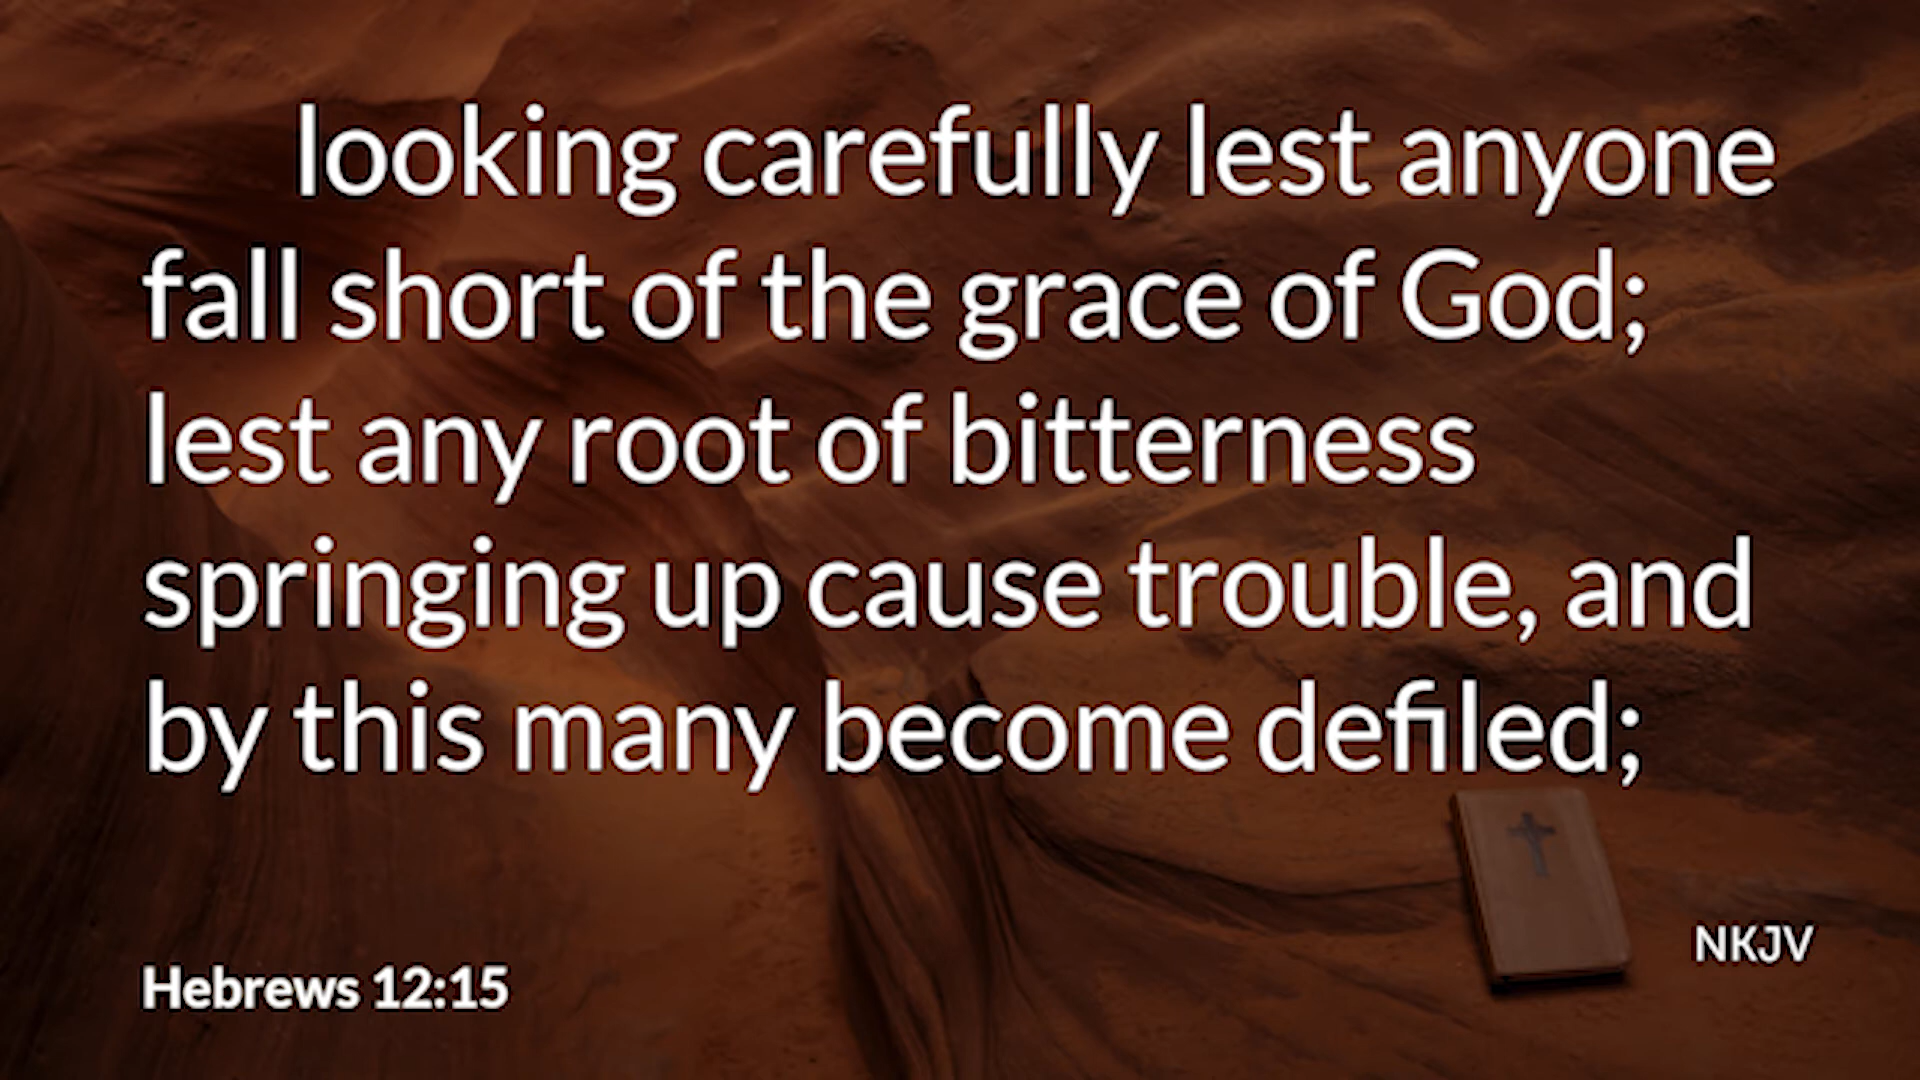 looking carefully lest anyone
fall short of the grace of God;
lest any root of bitterness
springing up cause trouble, and
by this many become defiled;
NKJV
Hebrews 12:15